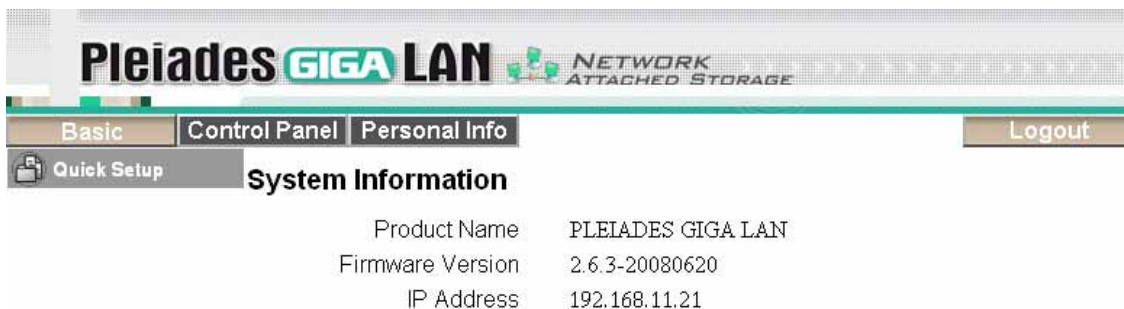 Pleiades GIGA LAN NETWORK ATTACHED STORAGE
Basic Control Panel Personal Info Logout
Quick Setup
System Information
Product Name PLEIADES GIGA LAN
Firmware Version 2.6.3-20080620
IP Address 192.168.11.21